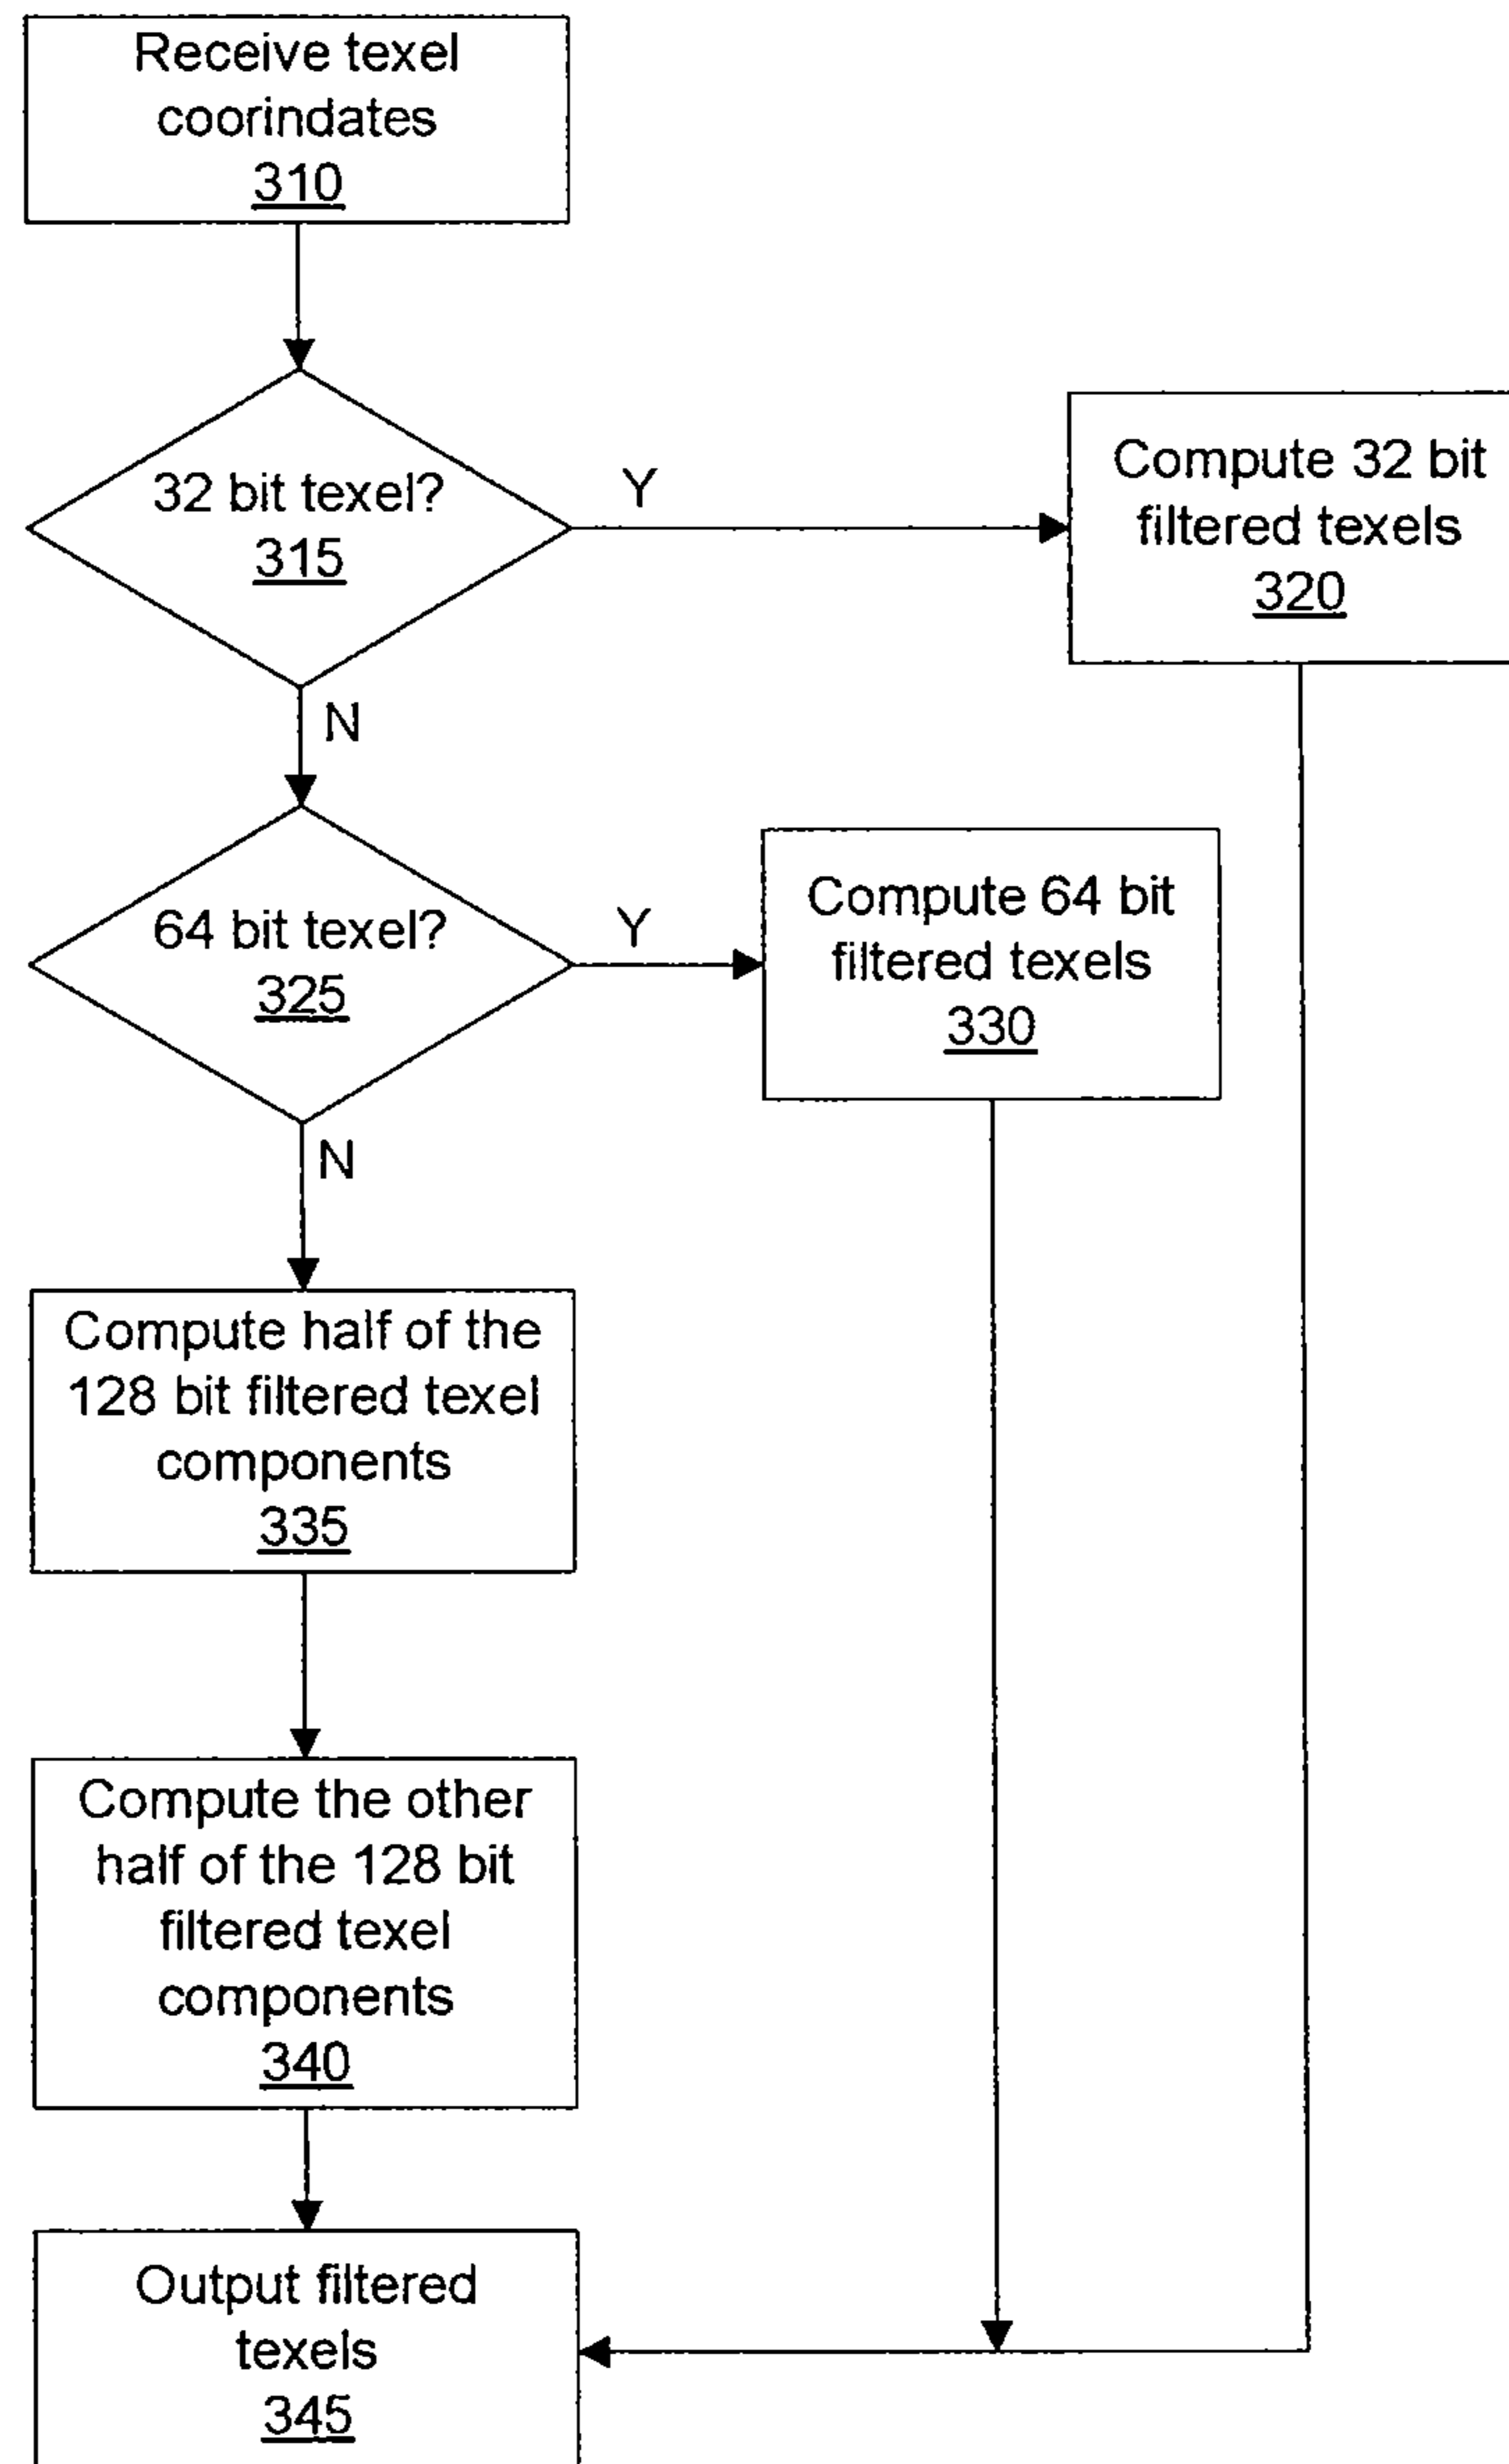 Receive texel
coorindates
310
32 bit texel?
315
Y
Compute 32 bit
filtered texels
320
N
64 bit texel?
325
Y
Compute 64 bit
filtered texels
330
N
Compute half of the
128 bit filtered texel
components
335
Compute the other
half of the 128 bit
filtered texel
components
340
Output filtered
texels
345